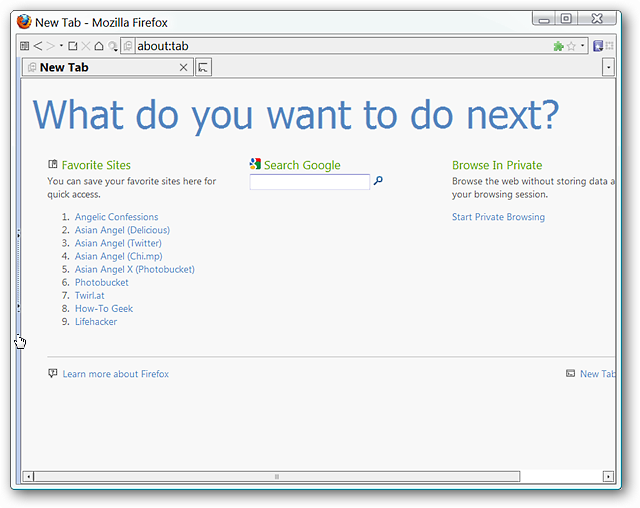 New Tab - Mozilla Firefox
about:tab
New Tab
What do you want to do next?
Favorite Sites
You can save your favorite sites here for
quick access.
1. Angelic Confessions
2. Asian Angel (Delicious)
3. Asian Angel (Twitter)
4. Asian Angel (Chi.mp)
5. Asian Angel X (Photobucket)
6. Photobucket
7. Twirl.at
8. How-To Geek
9. Lifehacker
Search Google
Browse In Private
Browse the web without storing data a
your browsing session.
Start Private Browsing
Learn more about Firefox
New Tab